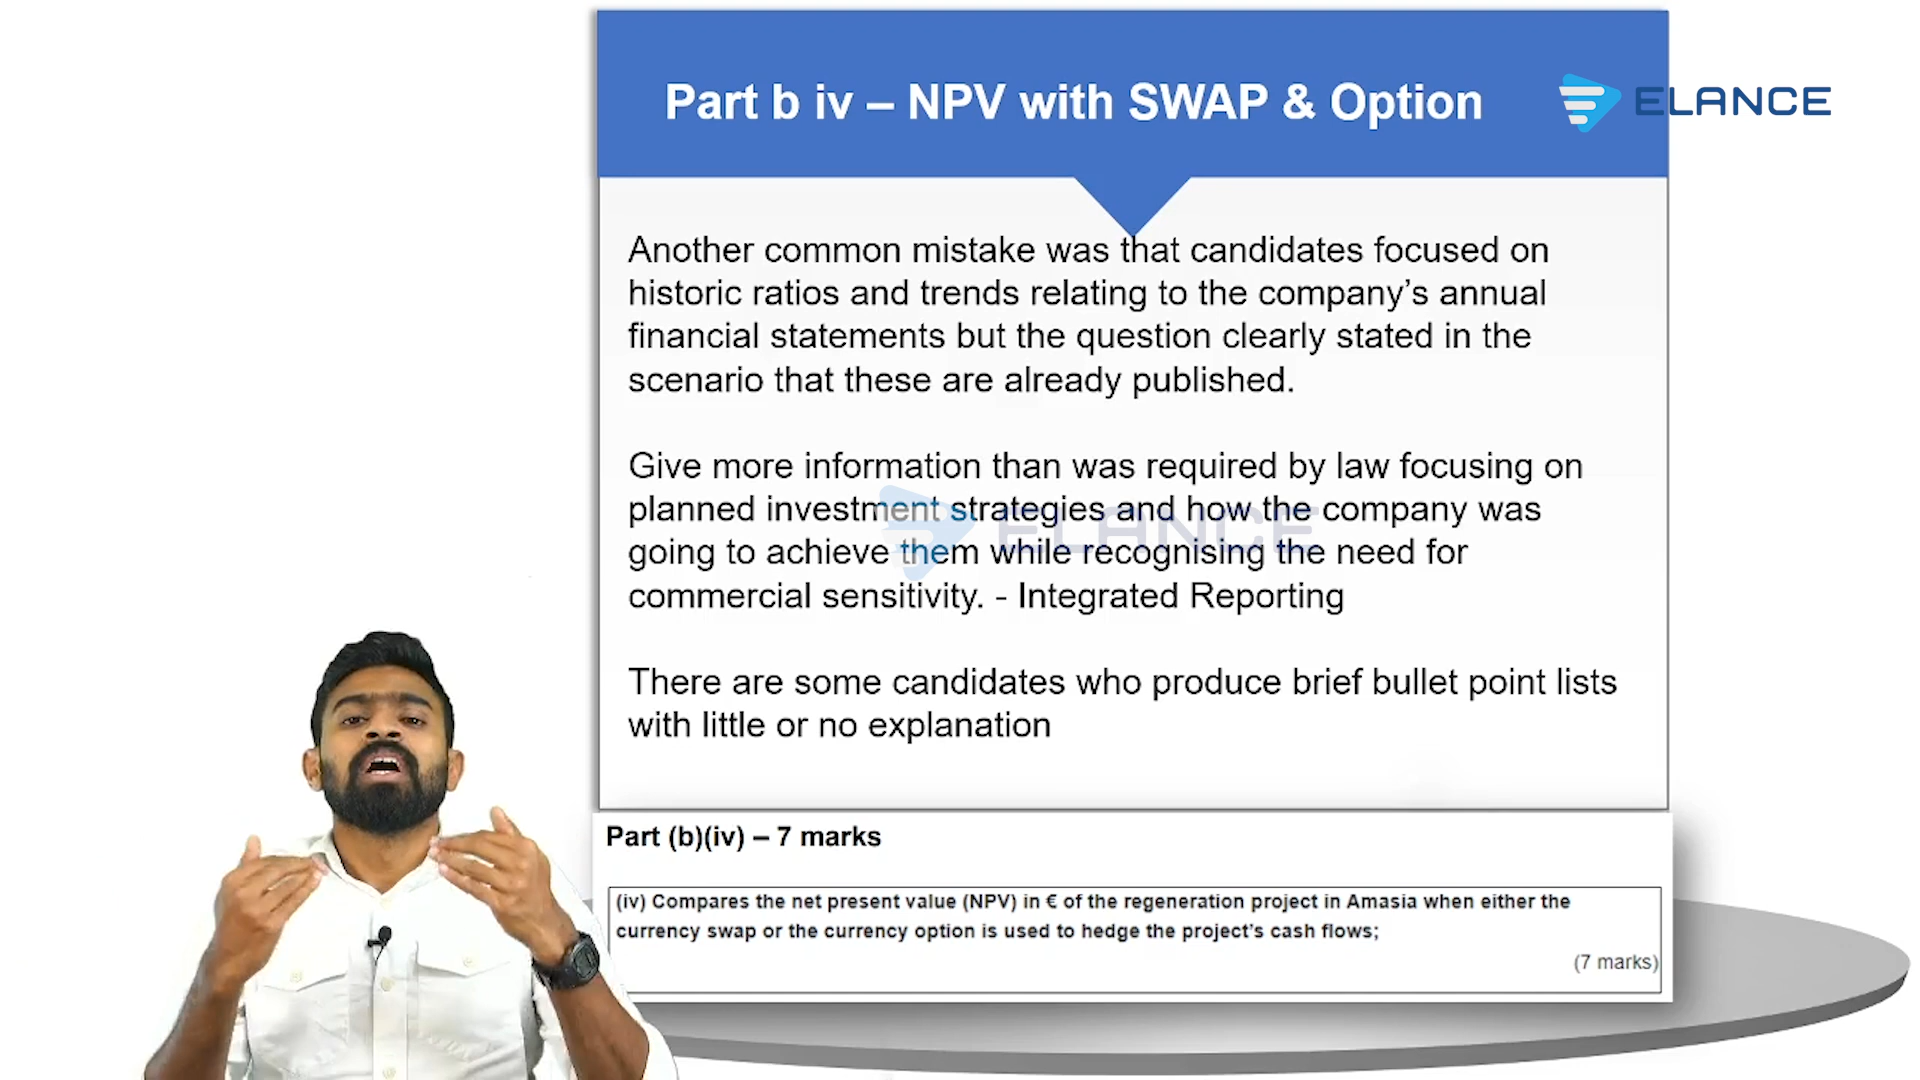 Part b iv – NPV with SWAP & Option
ELANCE
Another common mistake was that candidates focused on
historic ratios and trends relating to the company’s annual
financial statements but the question clearly stated in the
scenario that these are already published.
Give more information than was required by law focusing on
planned investment strategies and how the company was
going to achieve them while recognising the need for
commercial sensitivity. - Integrated Reporting
ELANCE
There are some candidates who produce brief bullet point lists
with little or no explanation
Part (b)(iv) – 7 marks
(iv) Compares the net present value (NPV) in € of the regeneration project in Amasia when either the
currency swap or the currency option is used to hedge the project’s cash flows;
(7 marks)